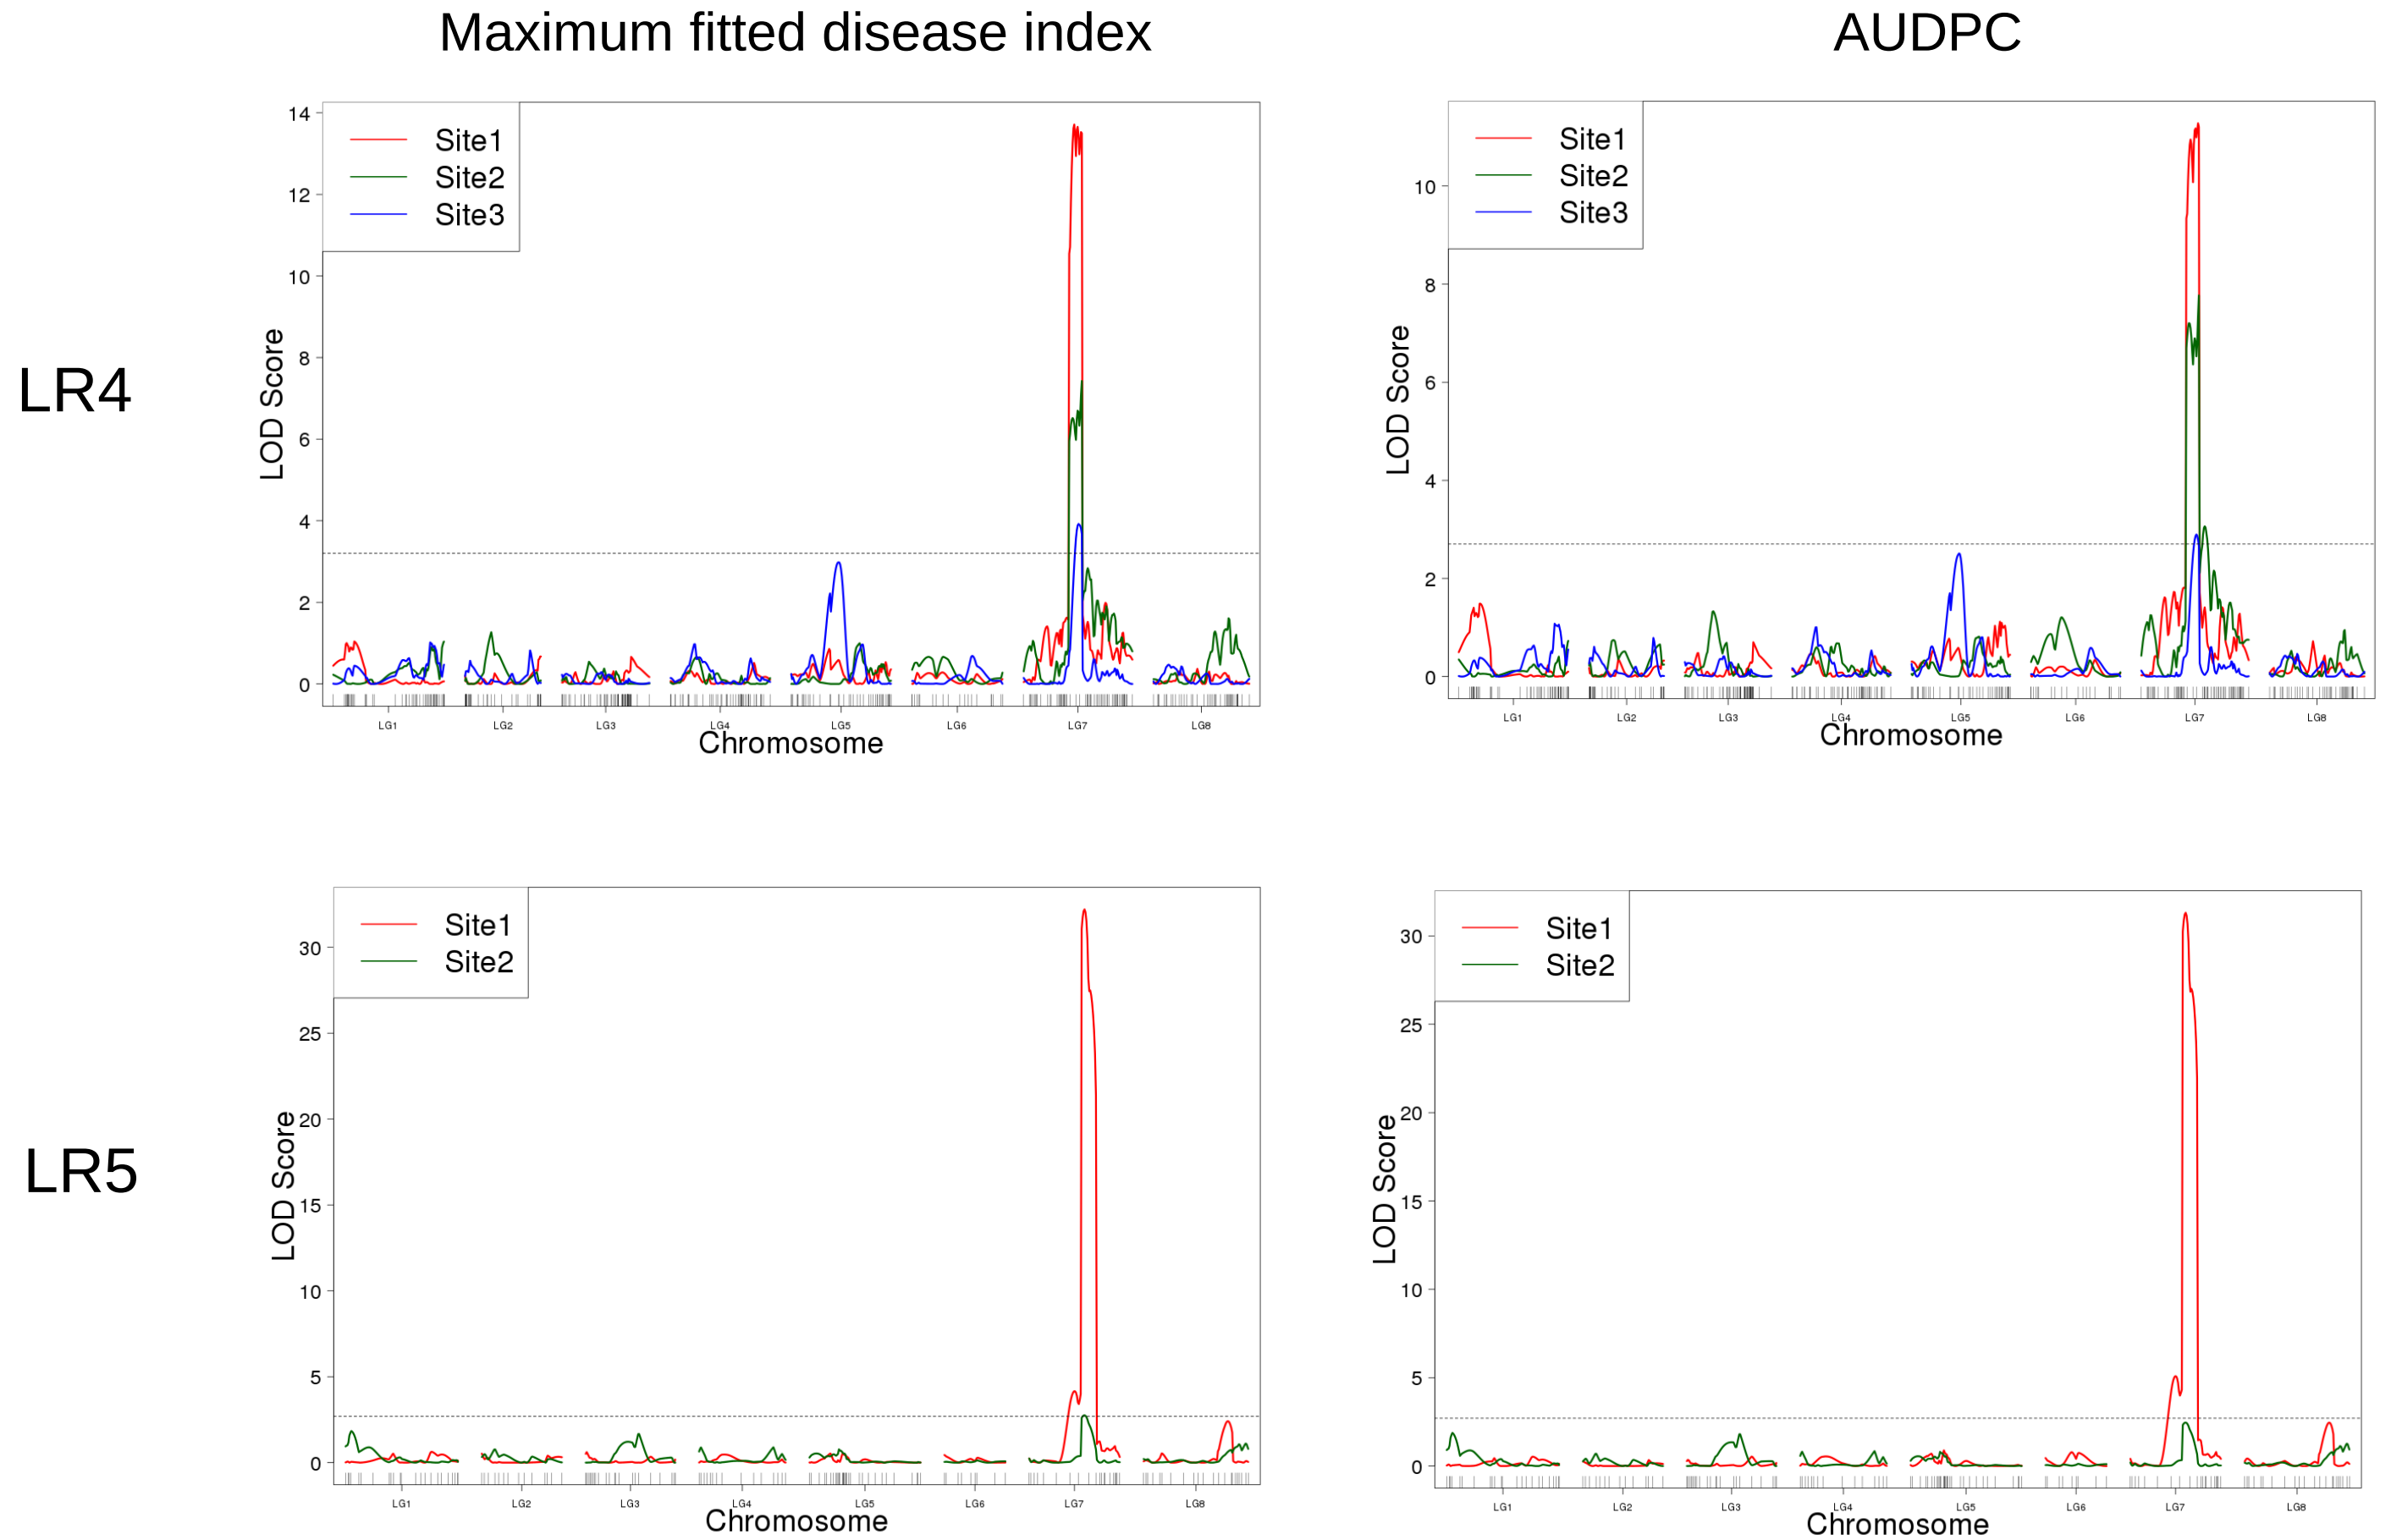 Maximum fitted disease index
AUDPC
LR4
Site1
Site2
Site3
LOD Score
14
12
10
8
6
4
2
0
LG1 LG2 LG3 LG4 LG5 LG6 LG7 LG8
Chromosome
Site1
Site2
Site3
LOD Score
10
8
6
4
2
0
LG1 LG2 LG3 LG4 LG5 LG6 LG7 LG8
Chromosome
LR5
Site1
Site2
LOD Score
30
25
20
15
10
5
0
LG1 LG2 LG3 LG4 LG5 LG6 LG7 LG8
Chromosome
Site1
Site2
LOD Score
30
25
20
15
10
5
0
LG1 LG2 LG3 LG4 LG5 LG6 LG7 LG8
Chromosome